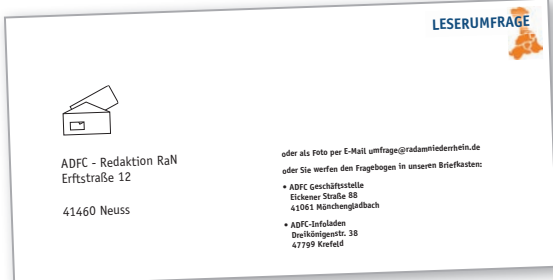 LESERUMFRAGE
ADFC - Redaktion RaN
Erftstraße 12
41460 Neuss
oder als Foto per E-Mail umfrage@radamniederrhein.de
oder Sie werfen den Fragebogen in unseren Briefkasten:
• ADFC Geschäftsstelle
Eickener Straße 88
41061 Mönchengladbach
• ADFC-Infoladen
Dreikönigenstr. 38
47799 Krefeld